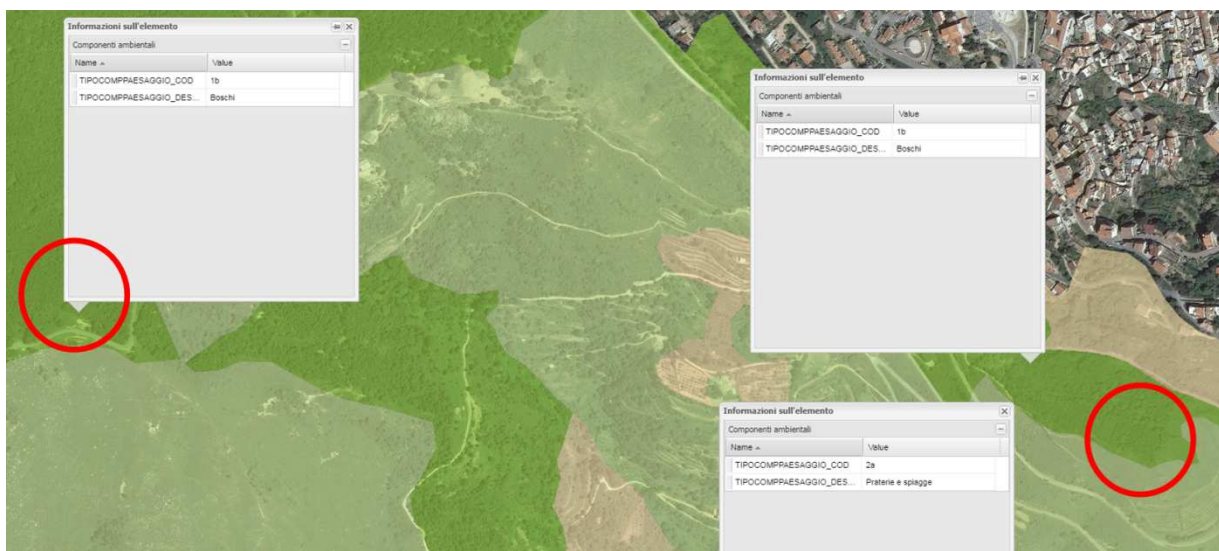 Informazioni sull'elemento
Componenti ambientali
Name Value
TIPOCOMPPAESAGGIO_COD 1b
TIPOCOMPPAESAGGIO_DES... Boschi
Informazioni sull'elemento
Componenti ambientali
Name Value
TIPOCOMPPAESAGGIO_COD 1b
TIPOCOMPPAESAGGIO_DES... Boschi
Informazioni sull'elemento
Componenti ambientali
Name Value
TIPOCOMPPAESAGGIO_COD 2a
TIPOCOMPPAESAGGIO_DES... Praterie e spiagge